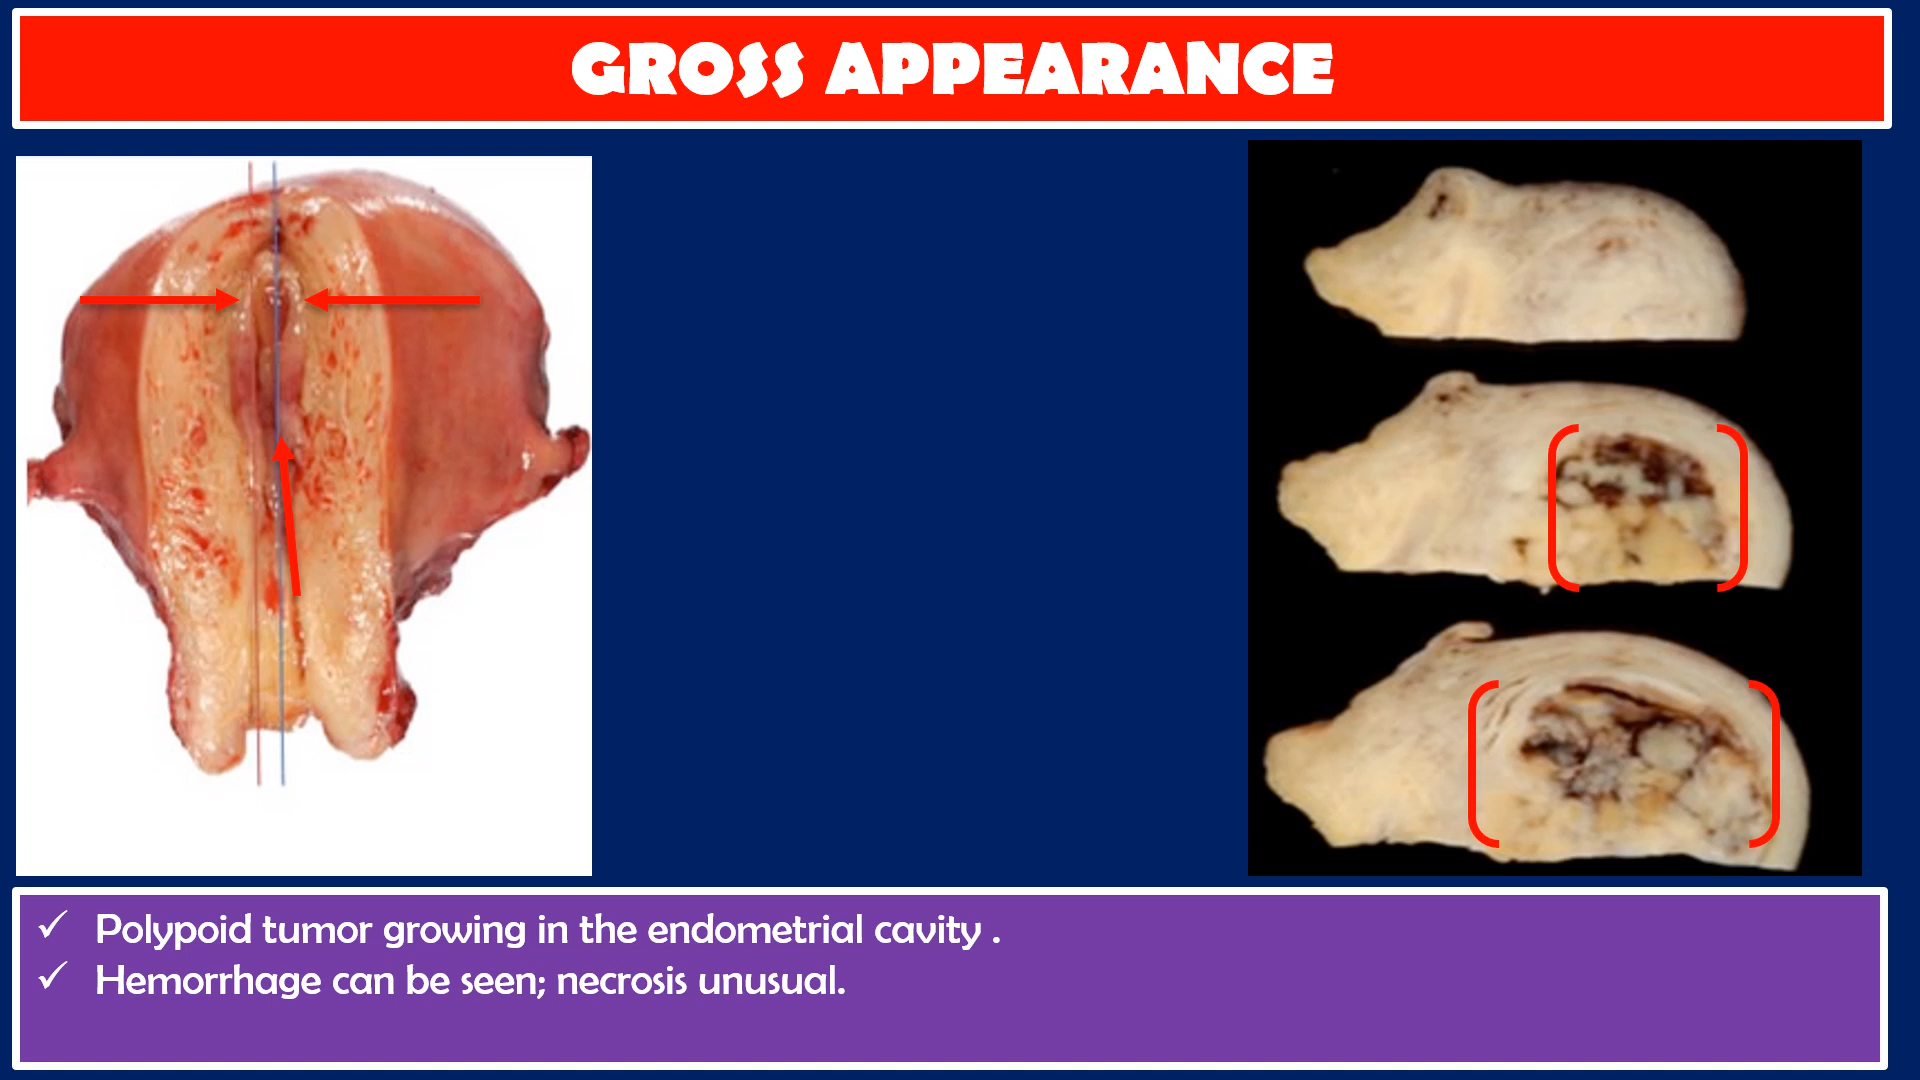 GROSS APPEARANCE
✓ Polypoid tumor growing in the endometrial cavity .
✓ Hemorrhage can be seen; necrosis unusual.